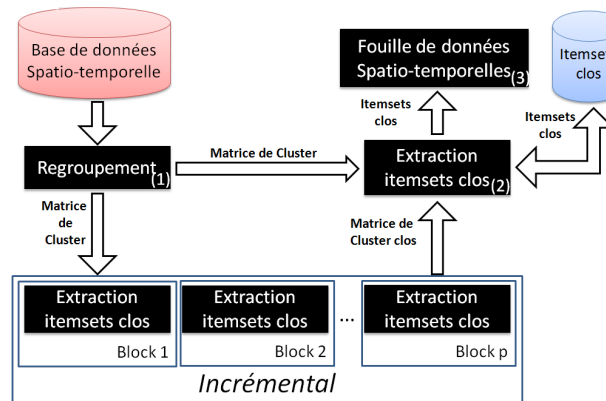 Base de données
Spatio-temporelle
Fouille de données
Spatio-temporelles(3)
Itemsets
clos
Itemsets
clos
Itemsets
clos
Regroupement(1)
Matrice de Cluster
Extraction
itemsets clos(2)
Matrice
de
Cluster
Matrice de
Cluster clos
Extraction
itemsets clos
Block 1
Extraction
itemsets clos
Block 2
...
Extraction
itemsets clos
Block p
Incrémental